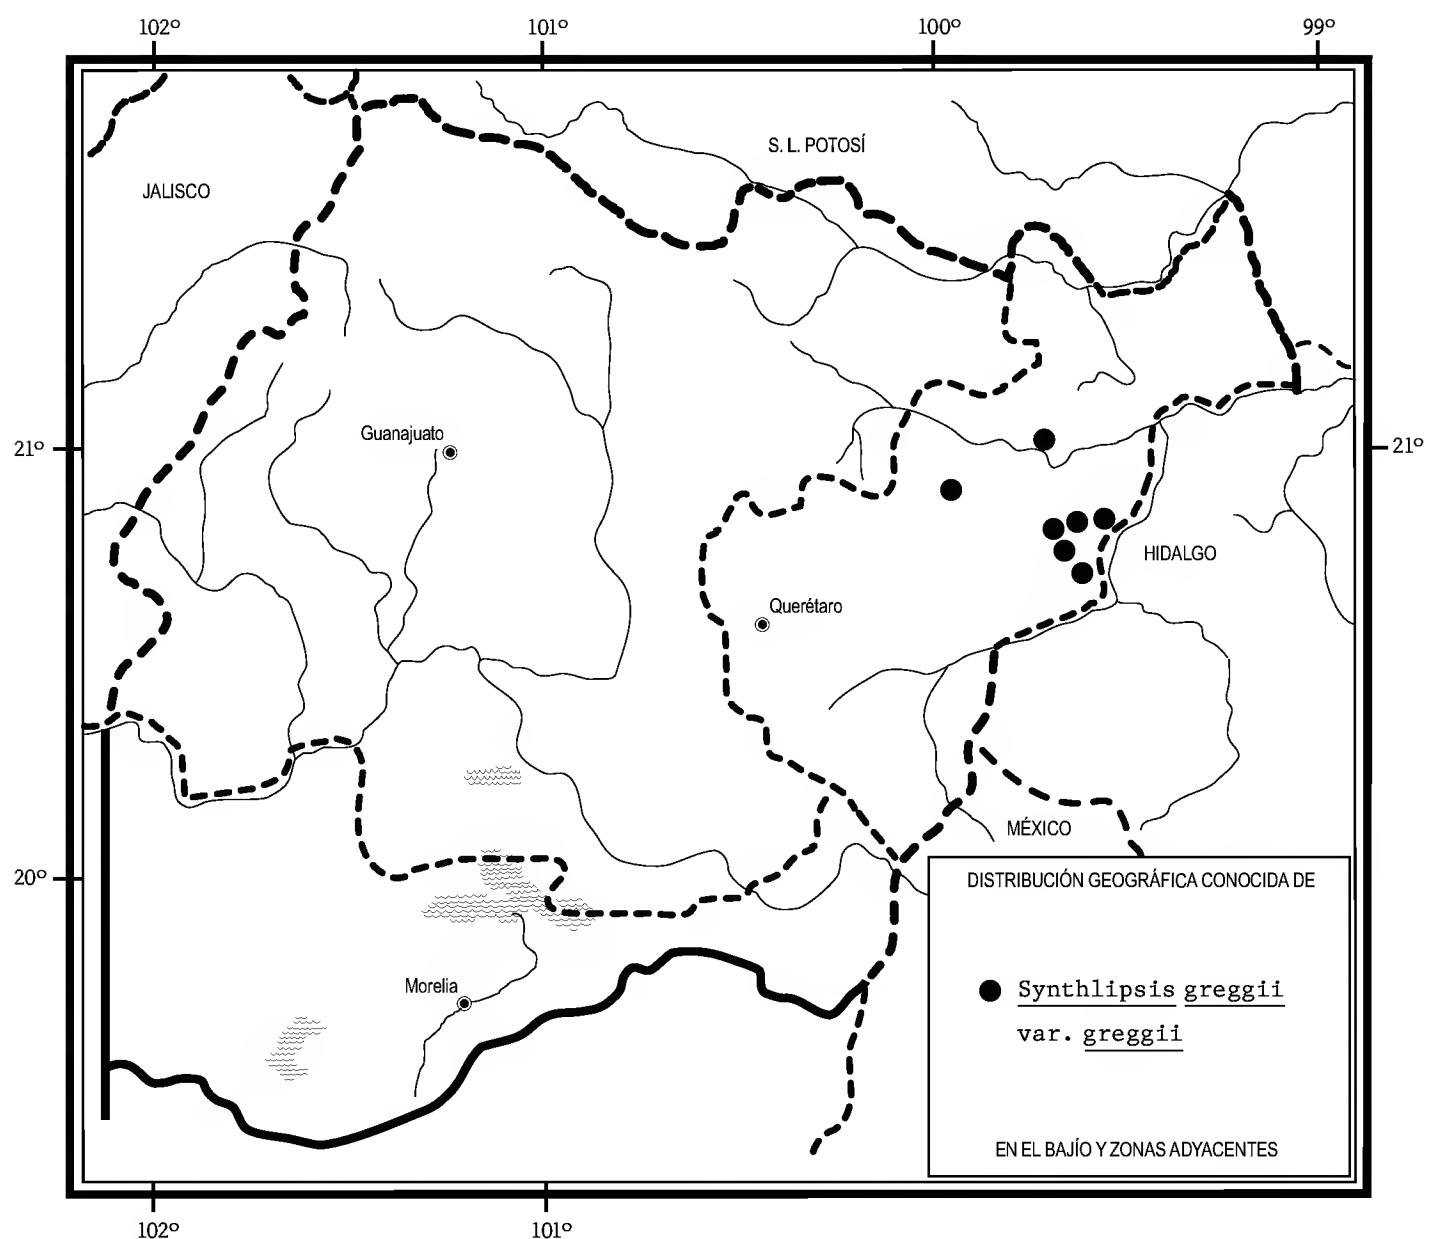 102º 101º 100º 99º
S. L. POTOSÍ
JALISCO
Guanajuato
21º 21º
HIDALGO
Querétaro
MÉXICO
20º
DISTRIBUCIÓN GEOGRÁFICA CONOCIDA DE
Morelia
Synthlipsis greggii
var. greggii
EN EL BAJÍO Y ZONAS ADYACENTES
102º 101º